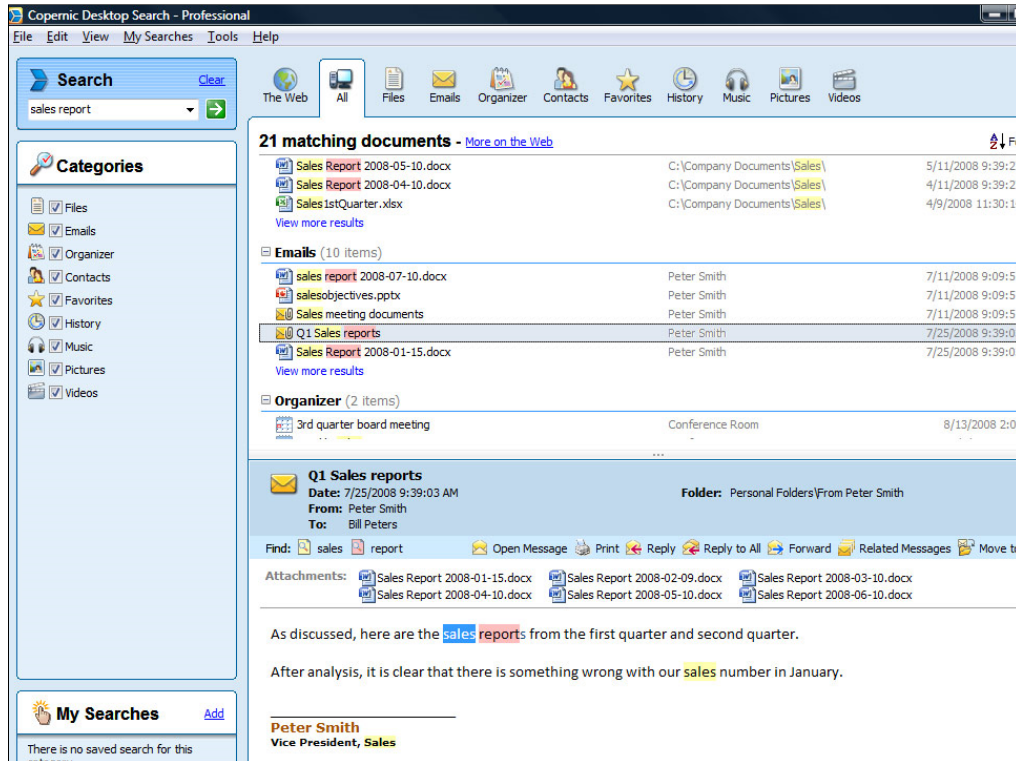 Copernic Desktop Search - Professional
File Edit View My Searches Tools Help
Search Clear
sales report
The Web All Files Emails Organizer Contacts Favorites History Music Pictures Videos
21 matching documents - More on the Web
Sales Report 2008-05-10.docx C:\Company Documents\Sales\ 5/11/2008 9:39:2
Sales Report 2008-04-10.docx C:\Company Documents\Sales\ 4/11/2008 9:39:2
Sales1stQuarter.xlsx C:\Company Documents\Sales\ 4/9/2008 11:30:1
View more results
Emails (10 items)
sales report 2008-07-10.docx Peter Smith 7/11/2008 9:09:5
salesobjectives.pptx Peter Smith 7/11/2008 9:09:5
Sales meeting documents Peter Smith 7/11/2008 9:09:5
Q1 Sales reports Peter Smith 7/25/2008 9:39:0
Sales Report 2008-01-15.docx Peter Smith 7/25/2008 9:39:0
View more results
Organizer (2 items)
3rd quarter board meeting Conference Room 8/13/2008 2:0
Categories
Files
Emails
Organizer
Contacts
Favorites
History
Music
Pictures
Videos
My Searches Add
There is no saved search for this
Q1 Sales reports
Date: 7/25/2008 9:39:03 AM Folder: Personal Folders\From Peter Smith
From: Peter Smith
To: Bill Peters
Find: sales report Open Message Print Reply Reply to All Forward Related Messages Move to
Attachments: Sales Report 2008-01-15.docx Sales Report 2008-02-09.docx Sales Report 2008-03-10.docx
Sales Report 2008-04-10.docx Sales Report 2008-05-10.docx Sales Report 2008-06-10.docx
As discussed, here are the sales reports from the first quarter and second quarter.
After analysis, it is clear that there is something wrong with our sales number in January.
Peter Smith
Vice President, Sales